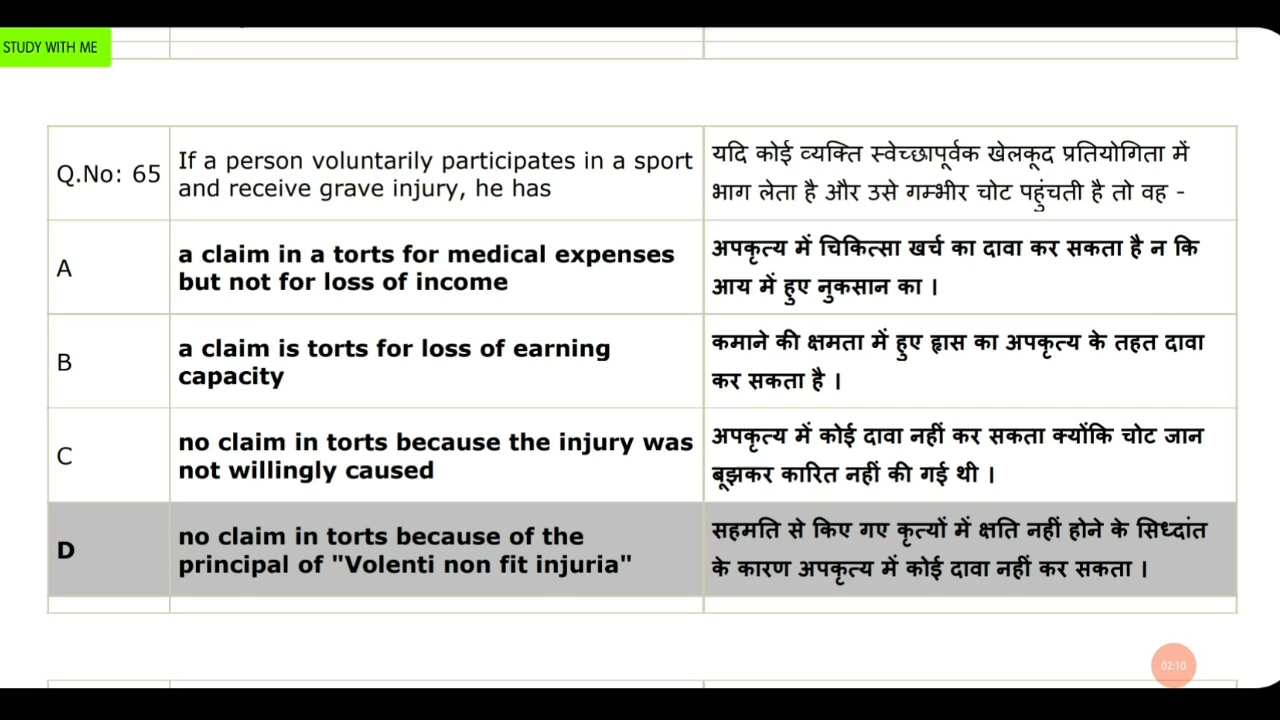 STUDY WITH ME
Q.No: 65
If a person voluntarily participates in a sport
and receive grave injury, he has
यदि कोई व्यक्ति स्वेच्छापूर्वक खेलकूद प्रतियोगिता में
भाग लेता है और उसे गम्भीर चोट पहुंचती है तो वह -
A
a claim in a torts for medical expenses
but not for loss of income
अपकृत्य में चिकित्सा खर्च का दावा कर सकता है न कि
आय में हुए नुकसान का ।
B
a claim is torts for loss of earning
capacity
कमाने की क्षमता में हुए ह्रास का अपकृत्य के तहत दावा
कर सकता है ।
C
no claim in torts because the injury was
not willingly caused
अपकृत्य में कोई दावा नहीं कर सकता क्योंकि चोट जान
बूझकर कारित नहीं की गई थी ।
D
no claim in torts because of the
principal of "Volenti non fit injuria"
सहमति से किए गए कृत्यों में क्षति नहीं होने के सिध्दांत
के कारण अपकृत्य में कोई दावा नहीं कर सकता ।
02:10